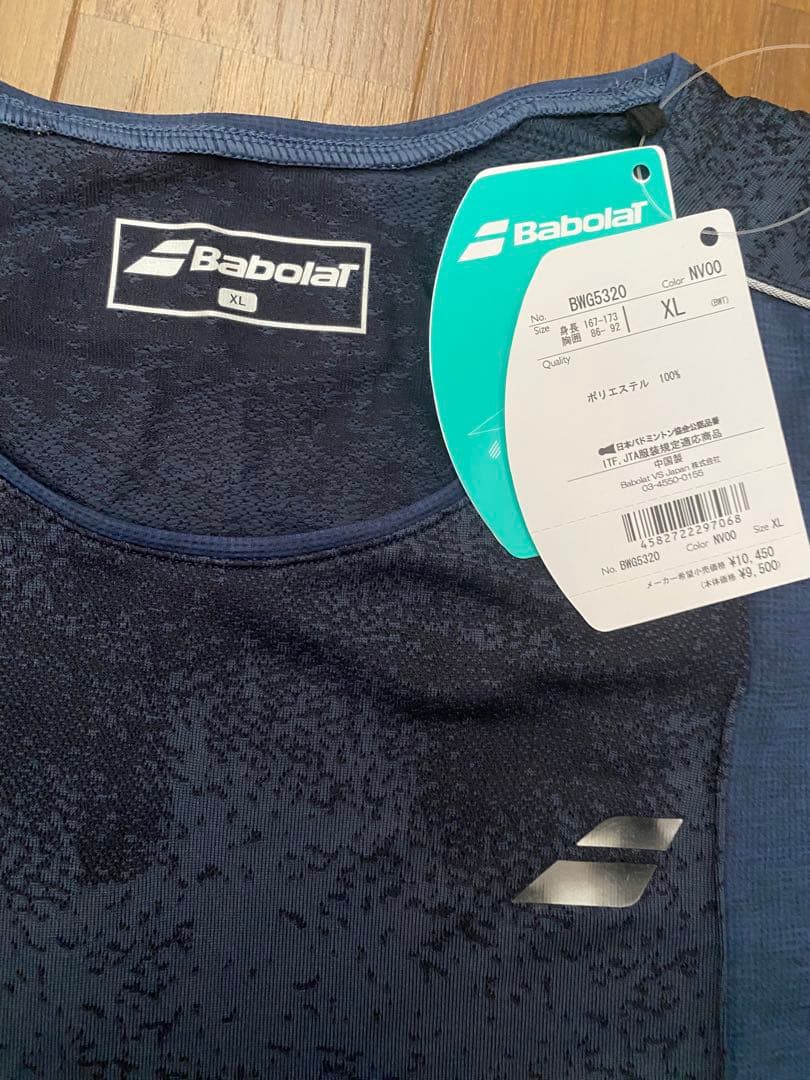 BabolaT
XL
BabolaT
No. BWG5320 Color NV00
Size 身長 167-173 XL (BWT)
胸囲 86- 92
Quality
ポリエステル 100%
日本バドミントン協会公認品番
ITF.JTA服装規定適応商品
中国製
Babolat VS Japan 株式会社
03-4550-0155
4582722297068
No. BWG5320 Color NV00 Size XL
メーカー希望小売価格 ¥10,450
(本体価格 ¥9,500)